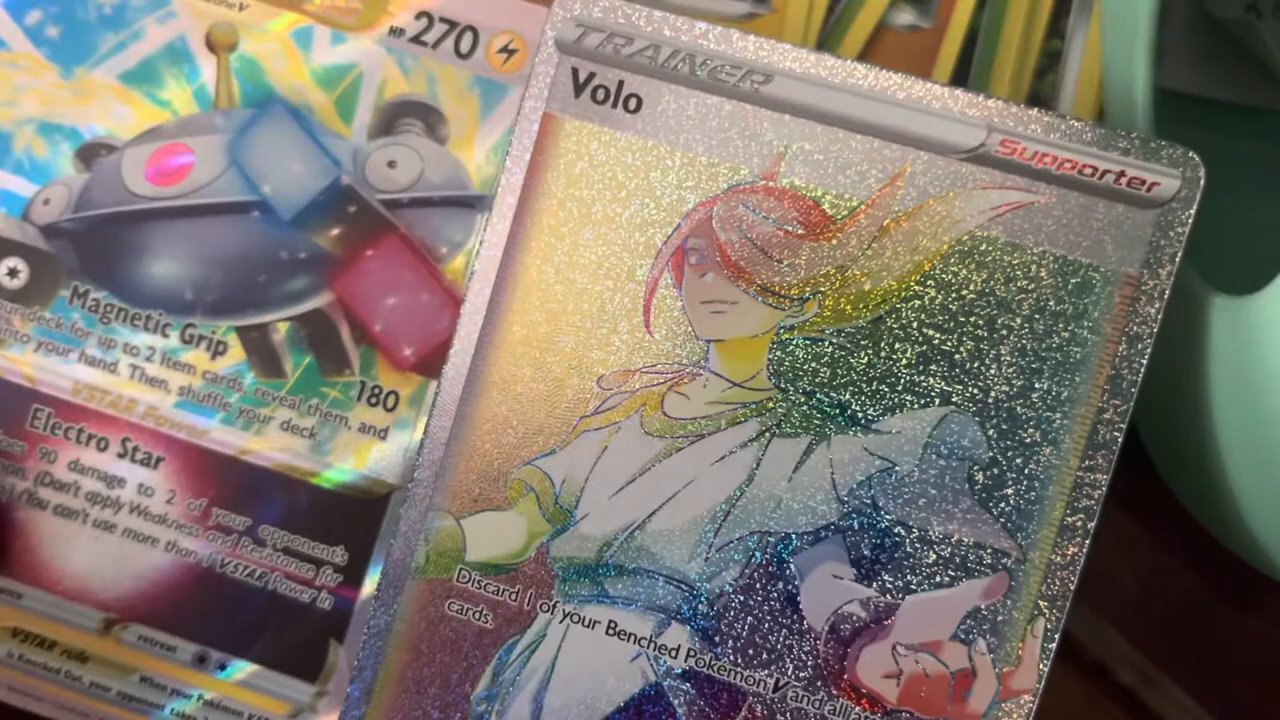 HP 270
Magnetic Grip
your deck for up to 2 Item cards, reveal them, and
into your hand. Then, shuffle your deck.
VSTAR Power
Electro Star
180
90 damage to 2 of your opponent's
(Don't apply Weakness and Resistance for
(You can't use more than 1 VSTAR Power in
retreat
VSTAR rule
When your Pokémon
is Knocked Out, your opponent takes
TRAINER
Volo
Supporter
Discard 1 of your Benched Pokémon V and all
cards.